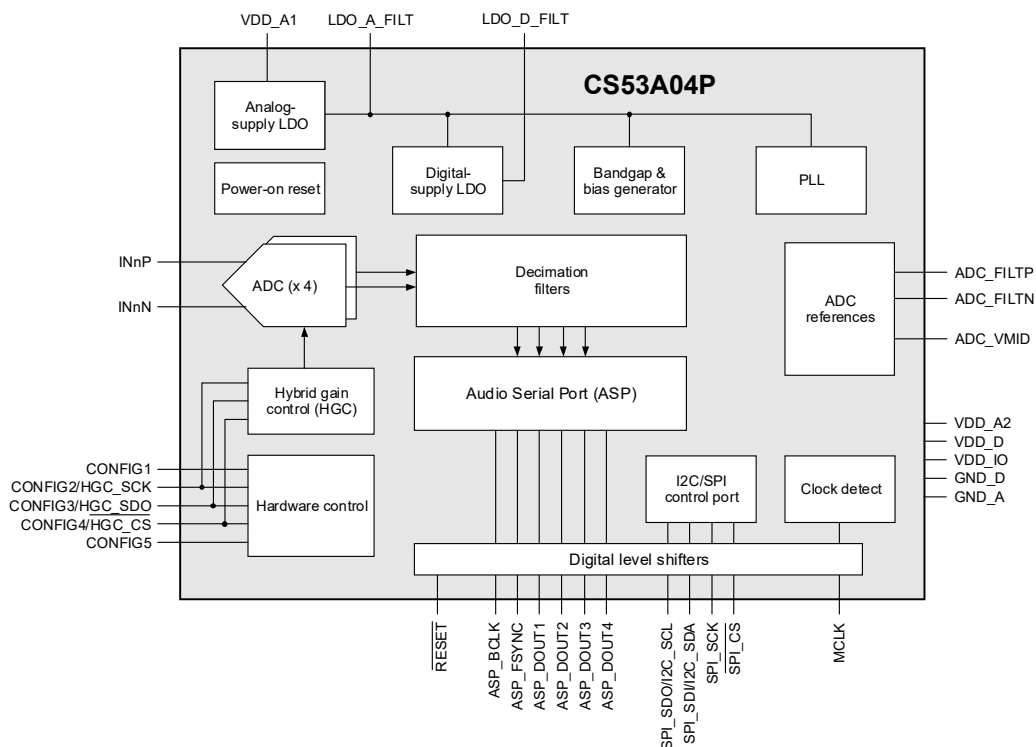 VDD_A1
LDO_A_FILT
LDO_D_FILT
CS53A04P
Analog-
supply LDO
Digital-
supply LDO
Bandgap &
bias generator
PLL
Power-on reset
INnP
INnN
ADC (x 4)
Decimation
filters
ADC
references
ADC_FILTP
ADC_FILTN
ADC_VMID
Hybrid gain
control (HGC)
Audio Serial Port (ASP)
VDD_A2
VDD_D
VDD_IO
GND_D
GND_A
CONFIG1
CONFIG2/HGC_SCK
CONFIG3/HGC_SDO
CONFIG4/HGC_CS
CONFIG5
Hardware control
I2C/SPI
control port
Clock detect
Digital level shifters
RESET
ASP_BCLK
ASP_FSYNC
ASP_DOUT1
ASP_DOUT2
ASP_DOUT3
ASP_DOUT4
SPI_SDO/I2C_SCL
SPI_SDI/I2C_SDA
SPI_SCK
SPI_CS
MCLK